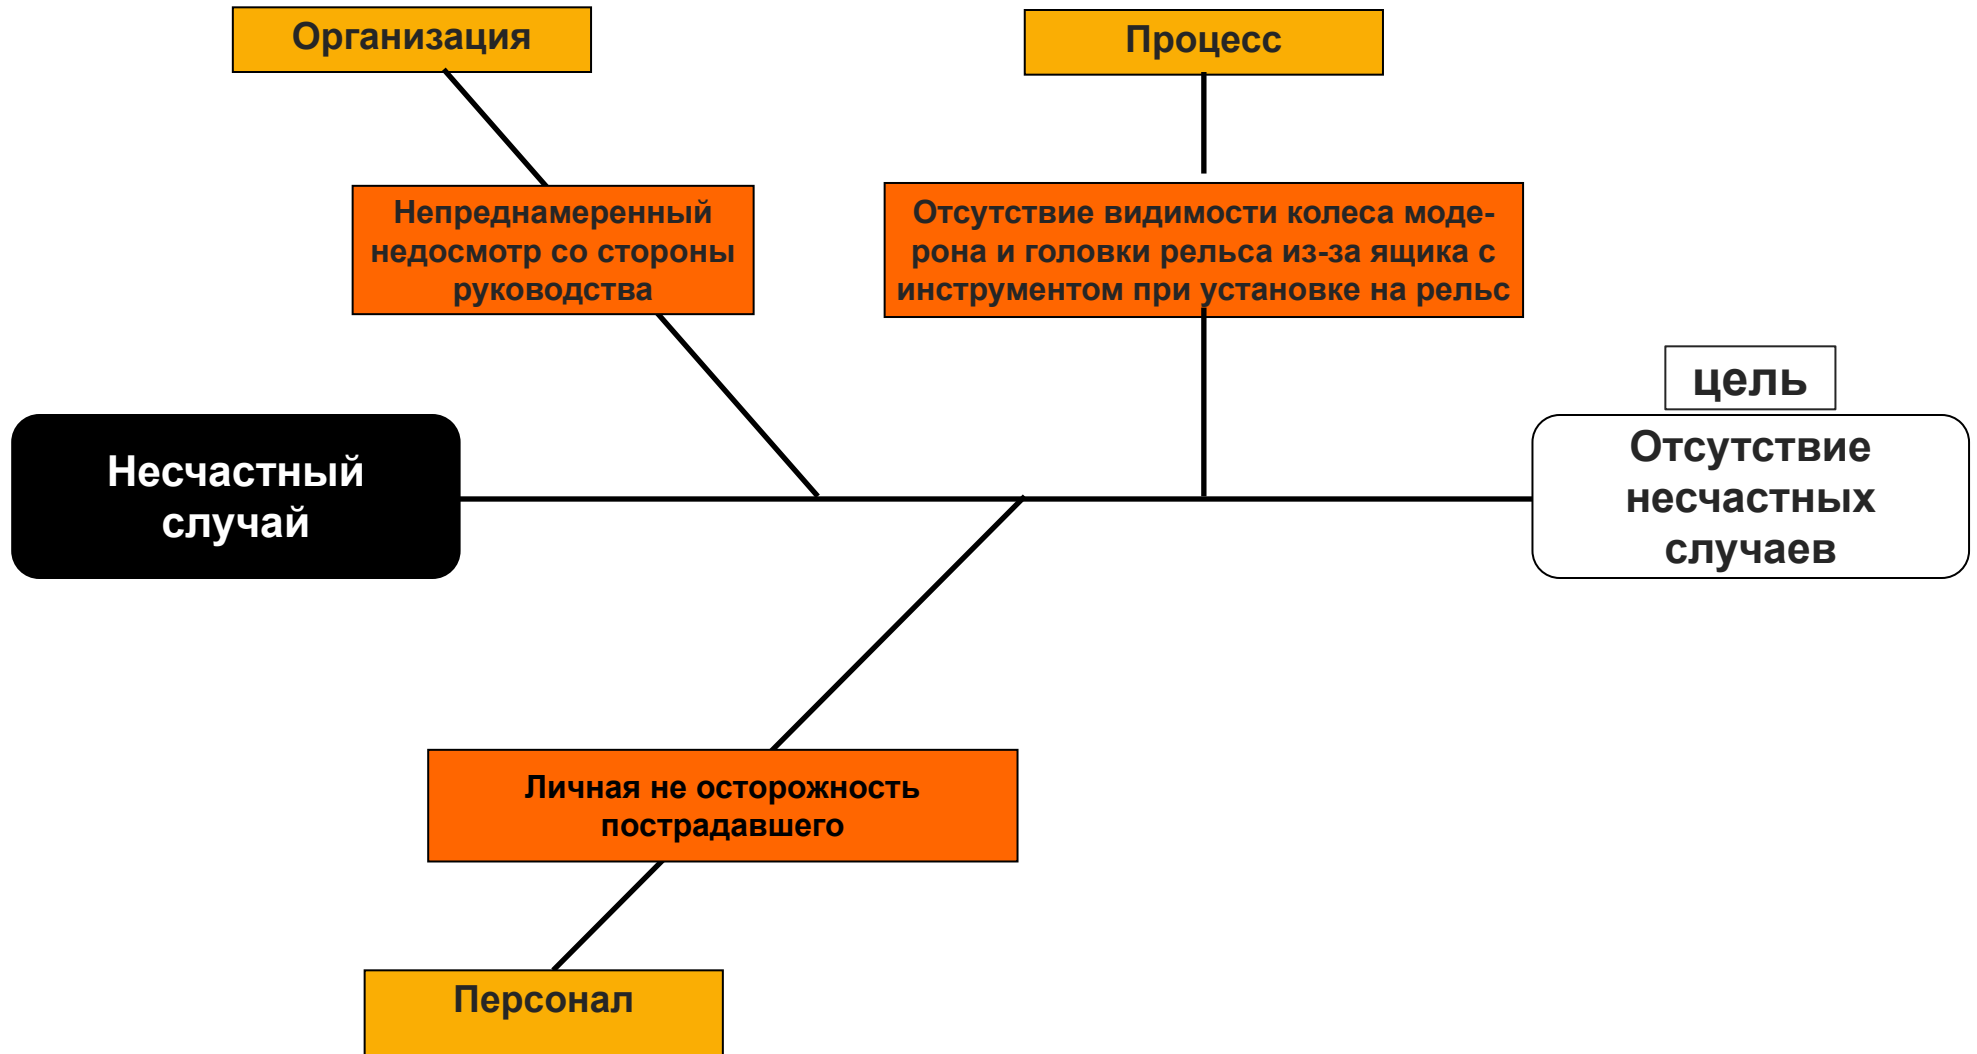 Организация
Процесс
Непреднамеренный
недосмотр со стороны
руководства
Отсутствие видимости колеса моде-
рона и головки рельса из-за ящика с
инструментом при установке на рельс
цель
Несчастный
случай
Отсутствие
несчастных
случаев
Личная не осторожность
пострадавшего
Персонал